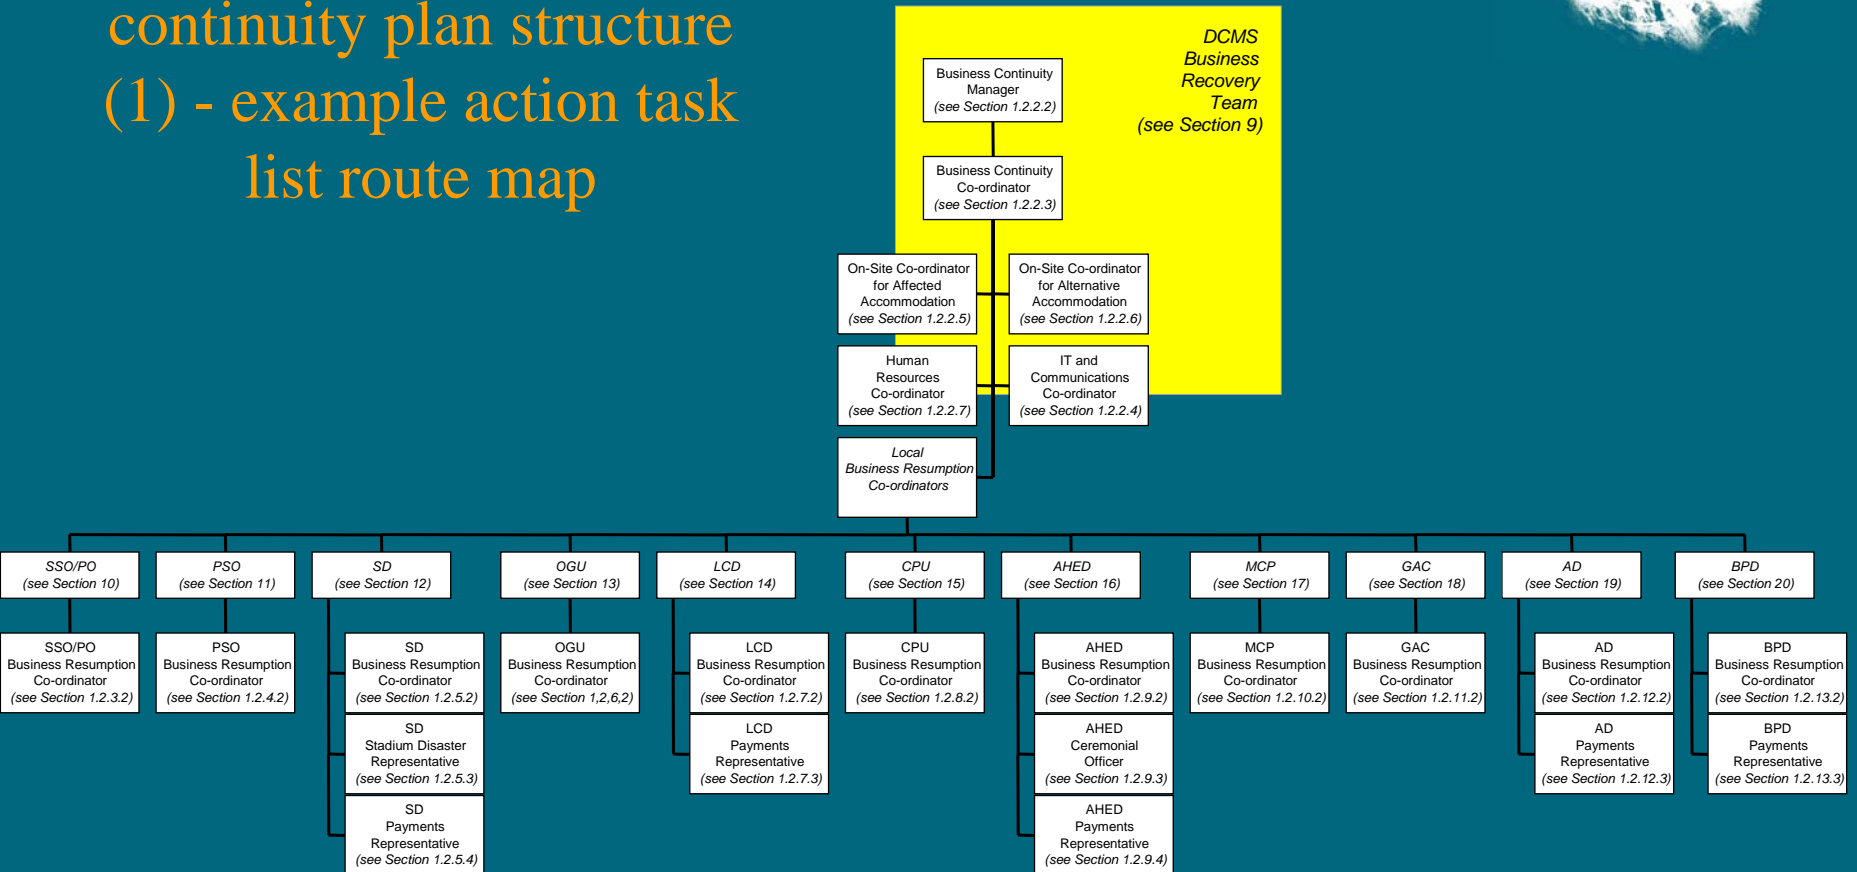 continuity plan structure
(1) - example action task
list route map
DCMS
Business
Recovery
Team
(see Section 9)
Business Continuity
Manager
(see Section 1.2.2.2)
Business Continuity
Co-ordinator
(see Section 1.2.2.3)
On-Site Co-ordinator
for Affected
Accommodation
(see Section 1.2.2.5)
On-Site Co-ordinator
for Alternative
Accommodation
(see Section 1.2.2.6)
Human
Resources
Co-ordinator
(see Section 1.2.2.7)
IT and
Communications
Co-ordinator
(see Section 1.2.2.4)
Local
Business Resumption
Co-ordinators
SSO/PO
(see Section 10)
PSO
(see Section 11)
SD
(see Section 12)
OGU
(see Section 13)
LCD
(see Section 14)
CPU
(see Section 15)
AHED
(see Section 16)
MCP
(see Section 17)
GAC
(see Section 18)
AD
(see Section 19)
BPD
(see Section 20)
SSO/PO
Business Resumption
Co-ordinator
(see Section 1.2.3.2)
PSO
Business Resumption
Co-ordinator
(see Section 1.2.4.2)
SD
Business Resumption
Co-ordinator
(see Section 1.2.5.2)
SD
Stadium Disaster
Representative
(see Section 1.2.5.3)
SD
Payments
Representative
(see Section 1.2.5.4)
OGU
Business Resumption
Co-ordinator
(see Section 1,2,6,2)
LCD
Business Resumption
Co-ordinator
(see Section 1.2.7.2)
LCD
Payments
Representative
(see Section 1.2.7.3)
CPU
Business Resumption
Co-ordinator
(see Section 1.2.8.2)
AHED
Business Resumption
Co-ordinator
(see Section 1.2.9.2)
AHED
Ceremonial
Officer
(see Section 1.2.9.3)
AHED
Payments
Representative
(see Section 1.2.9.4)
MCP
Business Resumption
Co-ordinator
(see Section 1.2.10.2)
GAC
Business Resumption
Co-ordinator
(see Section 1.2.11.2)
AD
Business Resumption
Co-ordinator
(see Section 1.2.12.2)
AD
Payments
Representative
(see Section 1.2.12.3)
BPD
Business Resumption
Co-ordinator
(see Section 1.2.13.2)
BPD
Payments
Representative
(see Section 1.2.13.3)